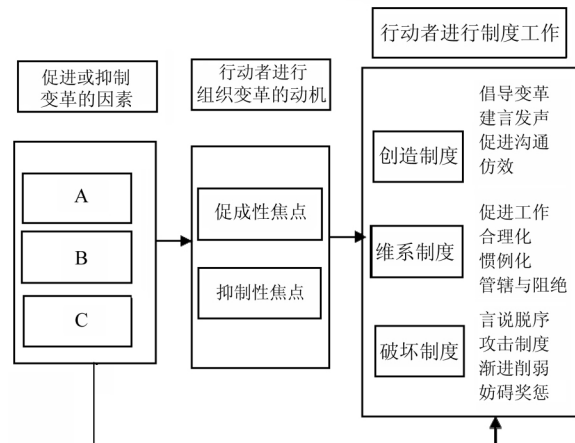 行动者进行制度工作
促进或抑制
变革的因素
行动者进行
组织变革的动机
A
B
C
促成性焦点
抑制性焦点
创造制度
倡导变革
建言发声
促进沟通
仿效
维系制度
促进工作
合理化
惯例化
管辖与阻绝
破坏制度
言说脱序
攻击制度
渐进削弱
妨碍奖惩